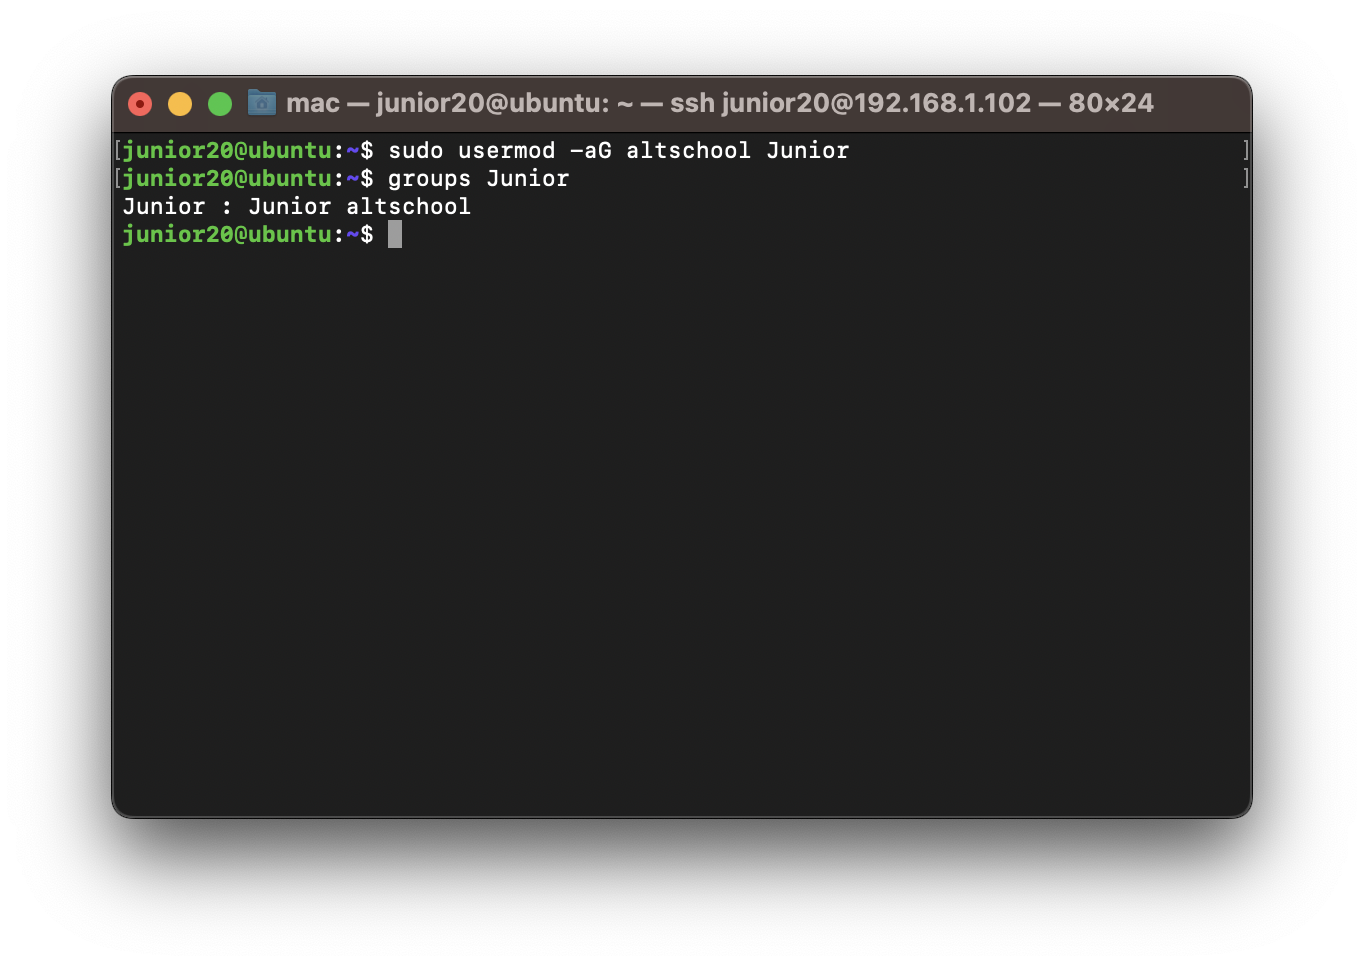 mac — junior20@ubuntu: ~ — ssh junior20@192.168.1.102 — 80×24
[junior20@ubuntu:~$ sudo usermod -aG altschool Junior ]
[junior20@ubuntu:~$ groups Junior ]
Junior : Junior altschool
junior20@ubuntu:~$